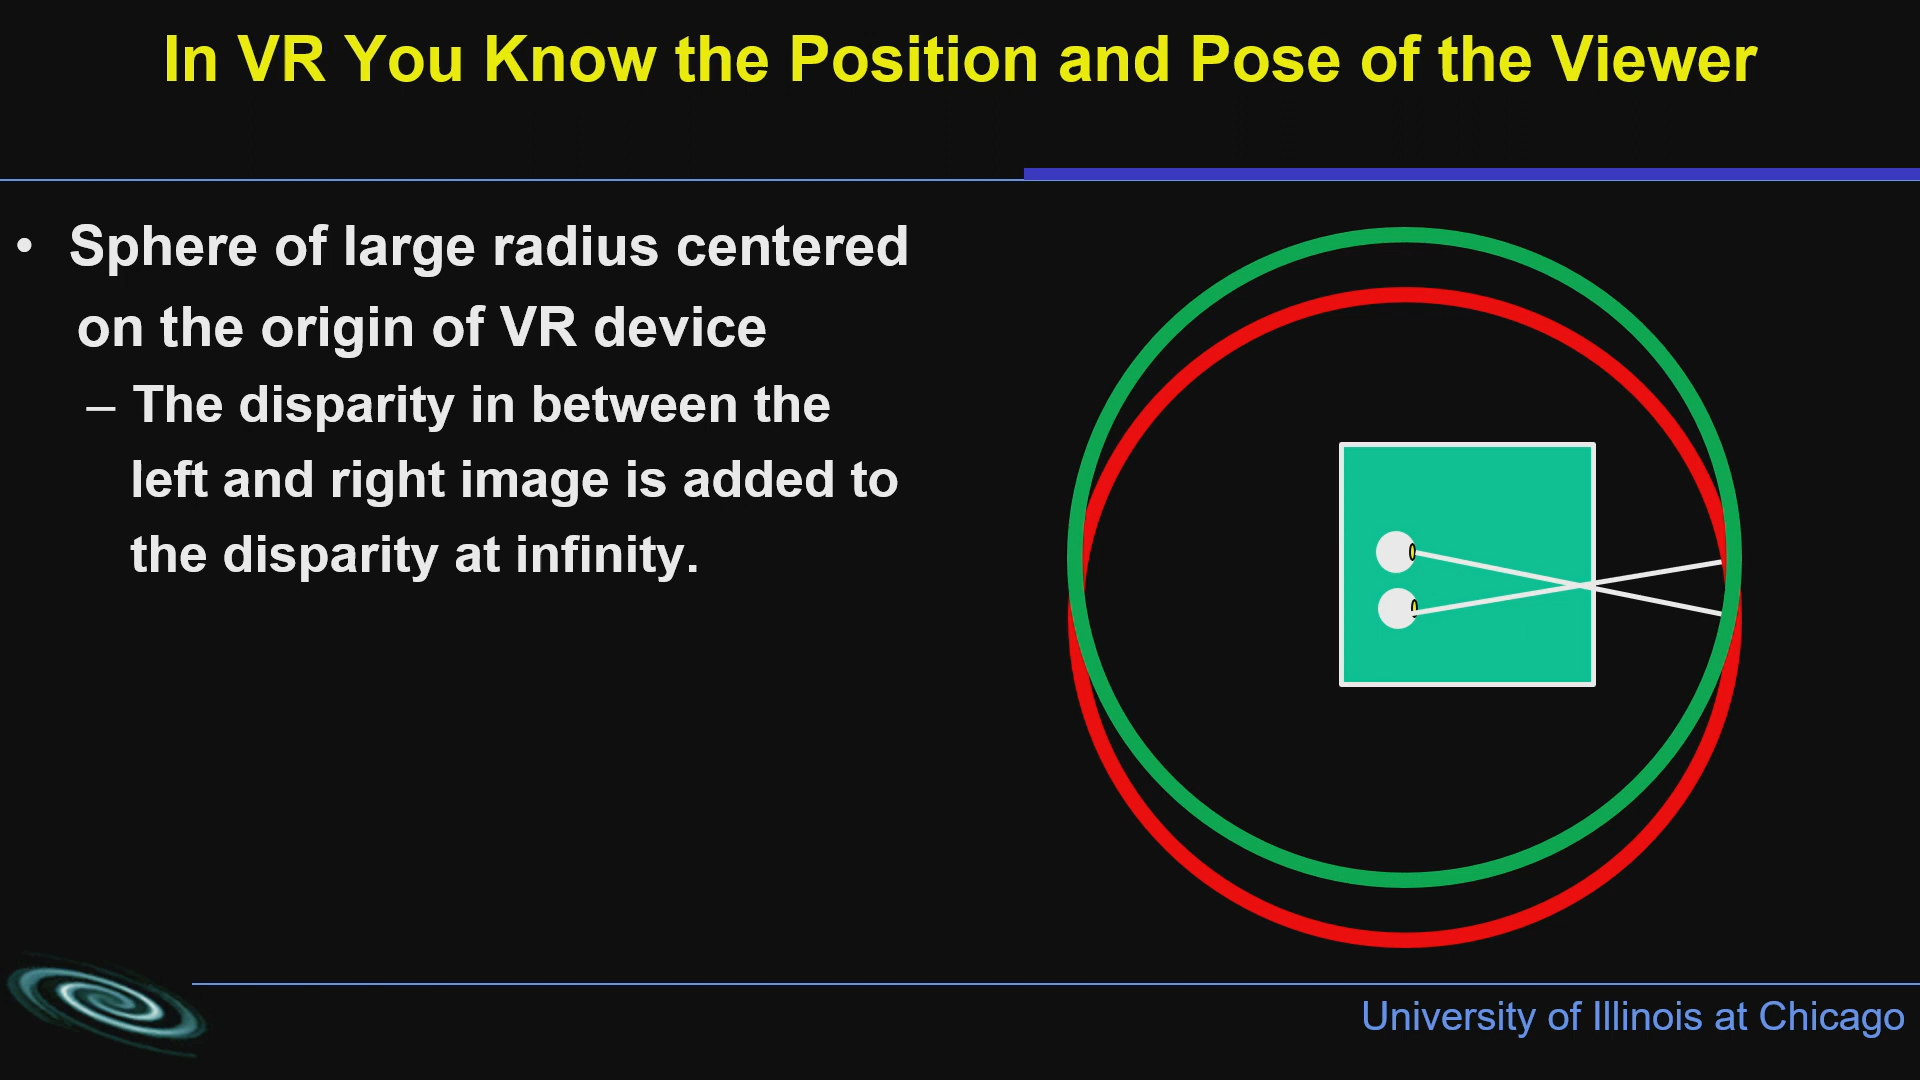 In VR You Know the Position and Pose of the Viewer
• Sphere of large radius centered
on the origin of VR device
– The disparity in between the
left and right image is added to
the disparity at infinity.
University of Illinois at Chicago